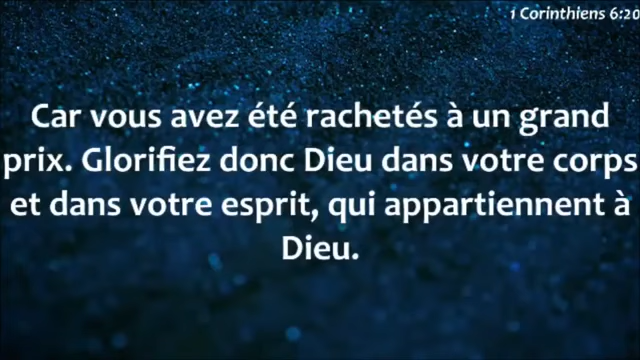 1 Corinthiens 6:20
Car vous avez été rachetés à un grand
prix. Glorifiez donc Dieu dans votre corps
et dans votre esprit, qui appartiennent à
Dieu.